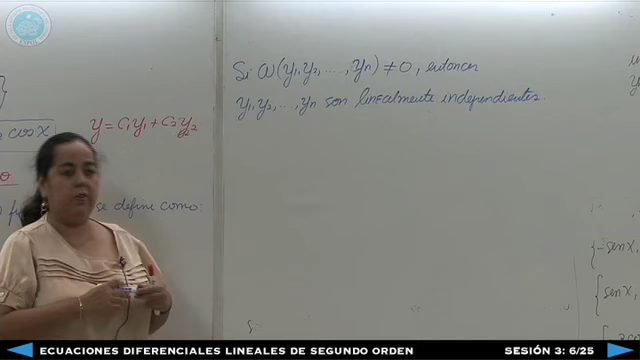 Si W(y₁,y₂,...,yn) ≠ 0, entonces
y₁,y₂,...,yn son linealmente independientes.
}
cos x
y = C₁y₁ + C₂y₂
se define como:
{-sen x,
{sen x,
ECUACIONES DIFERENCIALES LINEALES DE SEGUNDO ORDEN
SESIÓN 3: 6/25